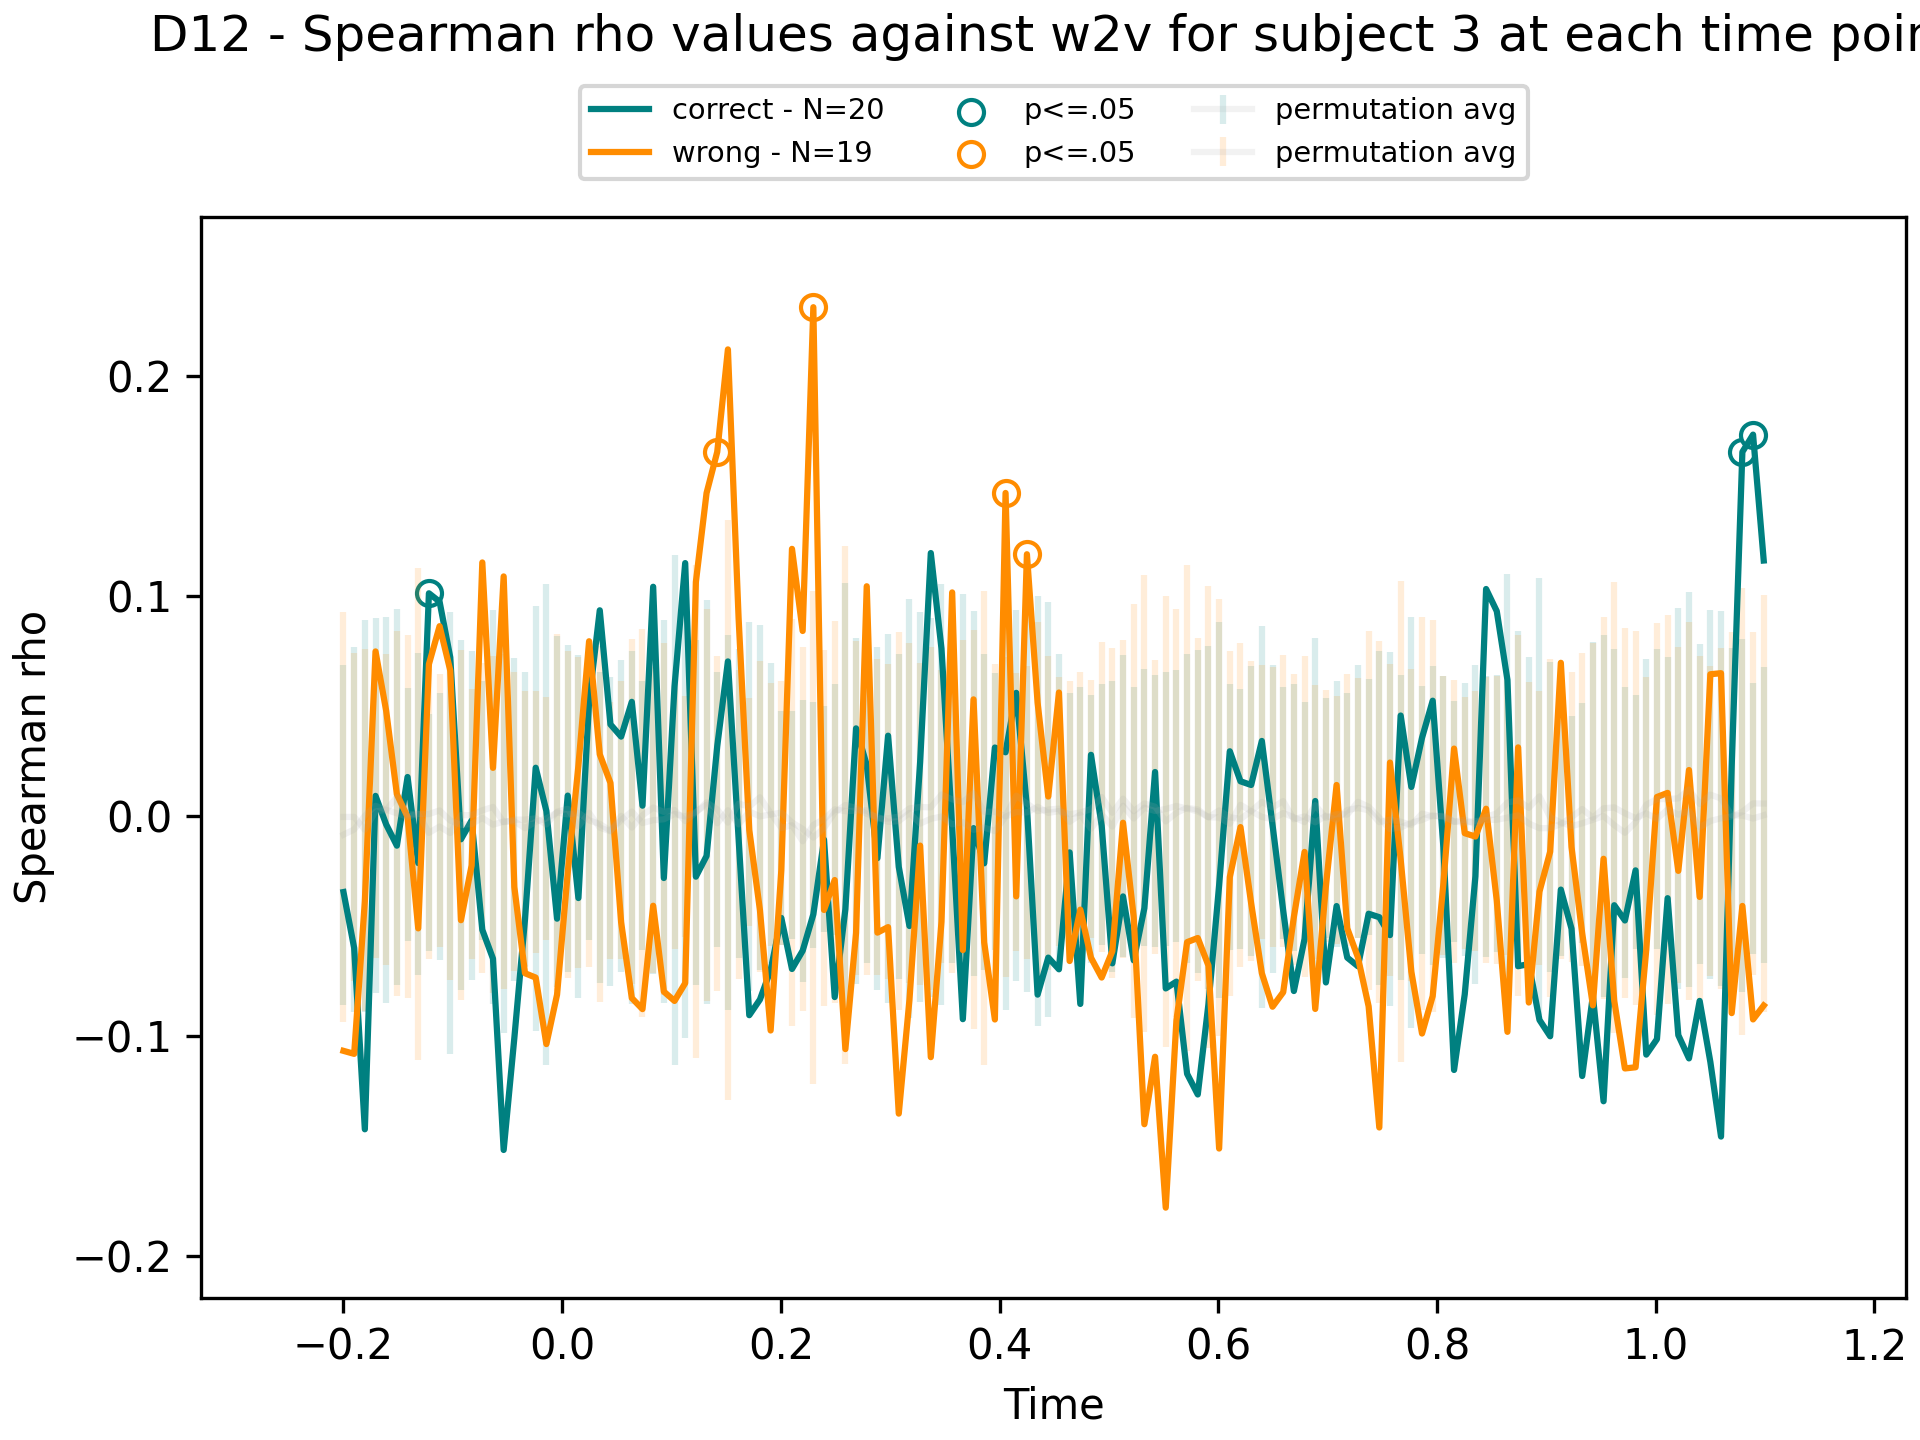 D12 - Spearman rho values against w2v for subject 3 at each time
correct - N=20
wrong - N=19
p<=.05
p<=.05
permutation avg
permutation avg
Spearman rho
0.2
0.1
0.0
−0.1
−0.2
−0.2 0.0 0.2 0.4 0.6 0.8 1.0 1.2
Time